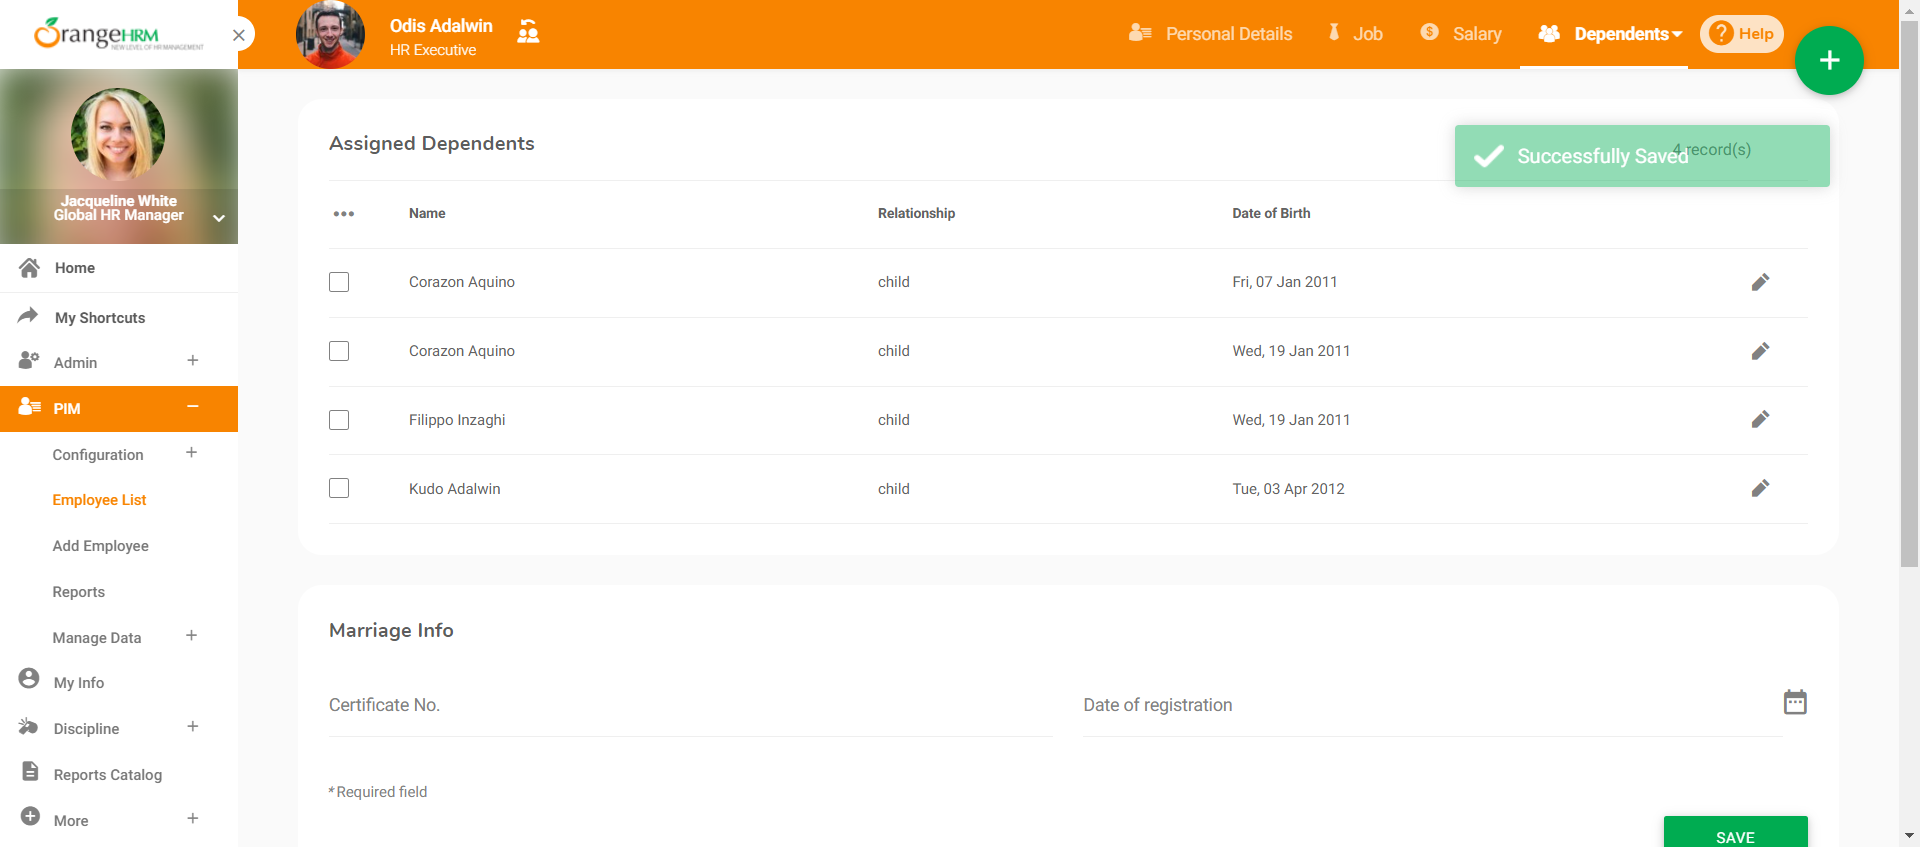 OrangeHRM
NEW LEVEL OF HR MANAGEMENT
Odis Adalwin
HR Executive
Personal Details
Job
Salary
Dependents
Help
Jacqueline White
Global HR Manager
Home
My Shortcuts
Admin
PIM
Configuration
Employee List
Add Employee
Reports
Manage Data
My Info
Discipline
Reports Catalog
More
Assigned Dependents
4 record(s)
Successfully Saved
Name Relationship Date of Birth
Corazon Aquino child Fri, 07 Jan 2011
Corazon Aquino child Wed, 19 Jan 2011
Filippo Inzaghi child Wed, 19 Jan 2011
Kudo Adalwin child Tue, 03 Apr 2012
Marriage Info
Certificate No. Date of registration
* Required field
SAVE